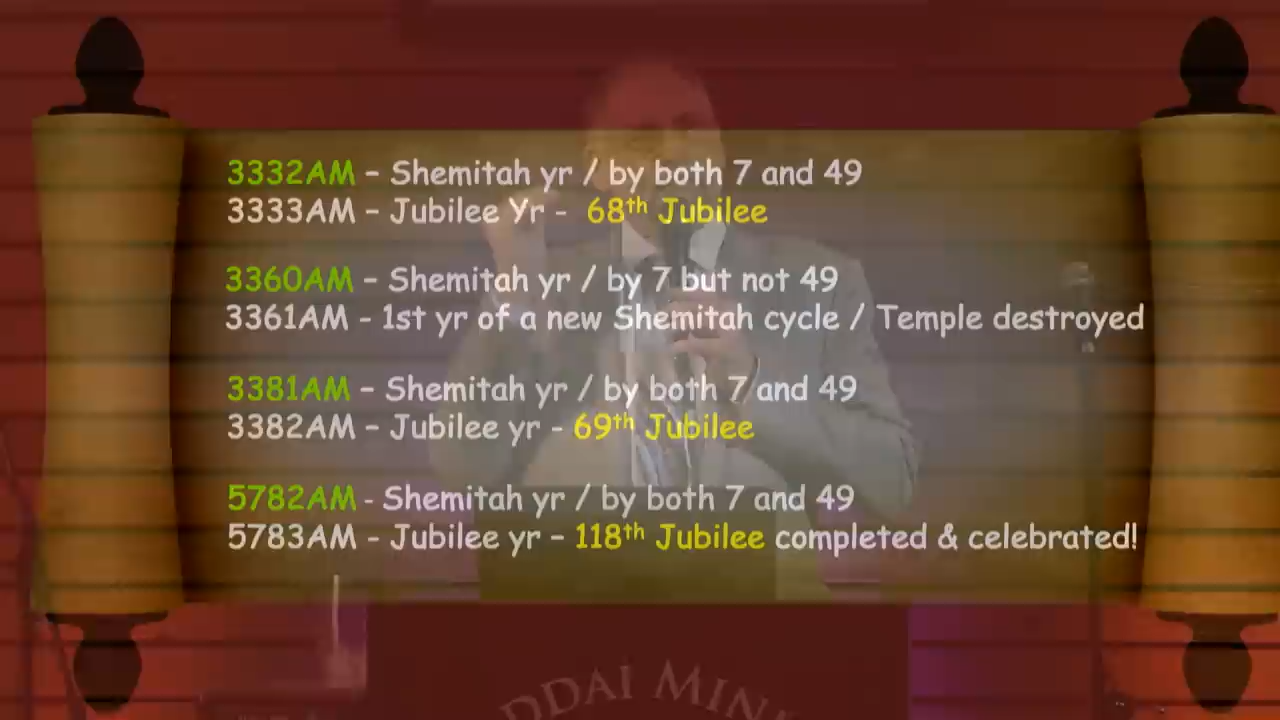 3332AM – Shemitah yr / by both 7 and 49
3333AM – Jubilee Yr - 68th Jubilee
3360AM – Shemitah yr / by 7 but not 49
3361AM - 1st yr of a new Shemitah cycle / Temple destroyed
3381AM – Shemitah yr / by both 7 and 49
3382AM – Jubilee yr - 69th Jubilee
5782AM - Shemitah yr / by both 7 and 49
5783AM - Jubilee yr – 118th Jubilee completed & celebrated!